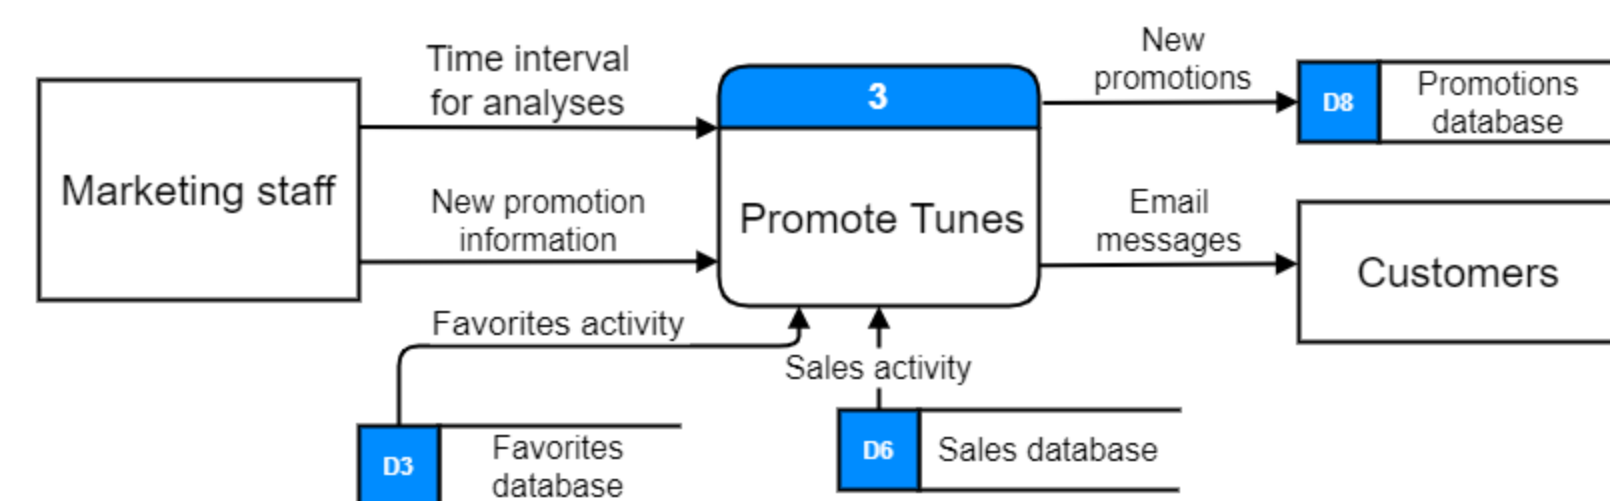 Time interval
for analyses
Marketing staff
New promotion
information
3
Promote Tunes
New
promotions
D8
Promotions
database
Email
messages
Customers
Favorites activity
Sales activity
D3
Favorites
database
D6
Sales database